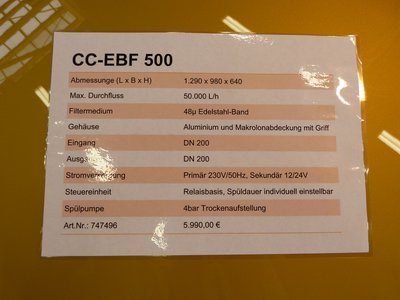 CC-EBF 500
Abmessunge (L x B x H) 1.290 x 980 x 640
Max. Durchfluss 50.000 L/h
Filtermedium 48µ Edelstahl-Band
Gehäuse Aluminium und Makrolonabdeckung mit Griff
Eingang DN 200
DN 200
Stromversorgung Primär 230V/50Hz, Sekundär 12/24V
Steuereinheit Relaisbasis, Spüldauer individuell einstellbar
Spülpumpe 4bar Trockenaufstellung
Art.Nr.: 747496 5.990,00 €